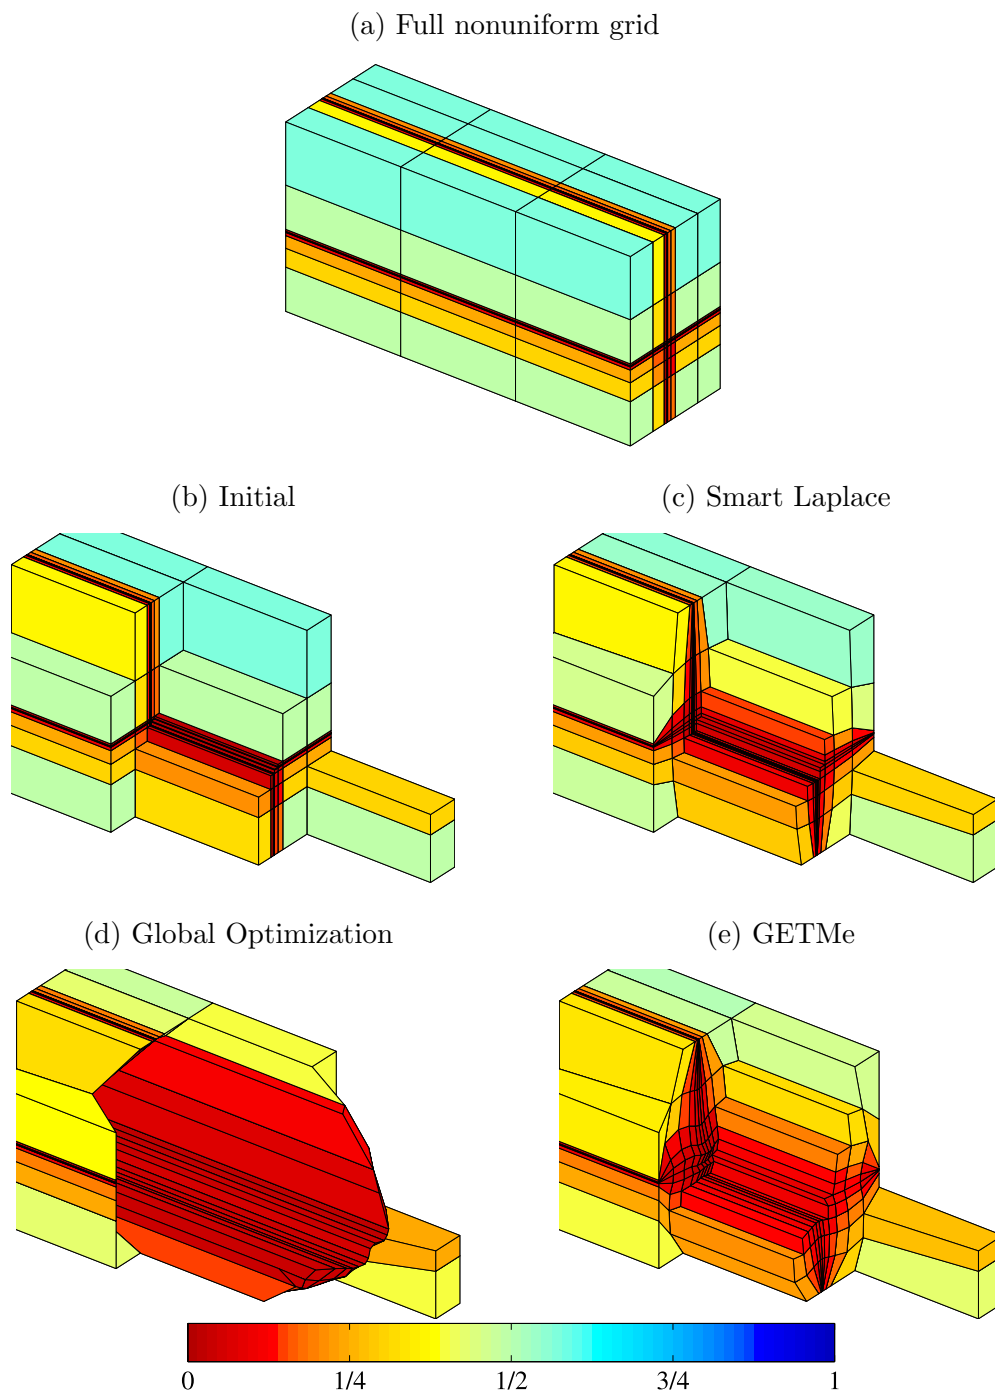 (a) Full nonuniform grid
(b) Initial
(c) Smart Laplace
(d) Global Optimization
(e) GETMe
0 1/4 1/2 3/4 1